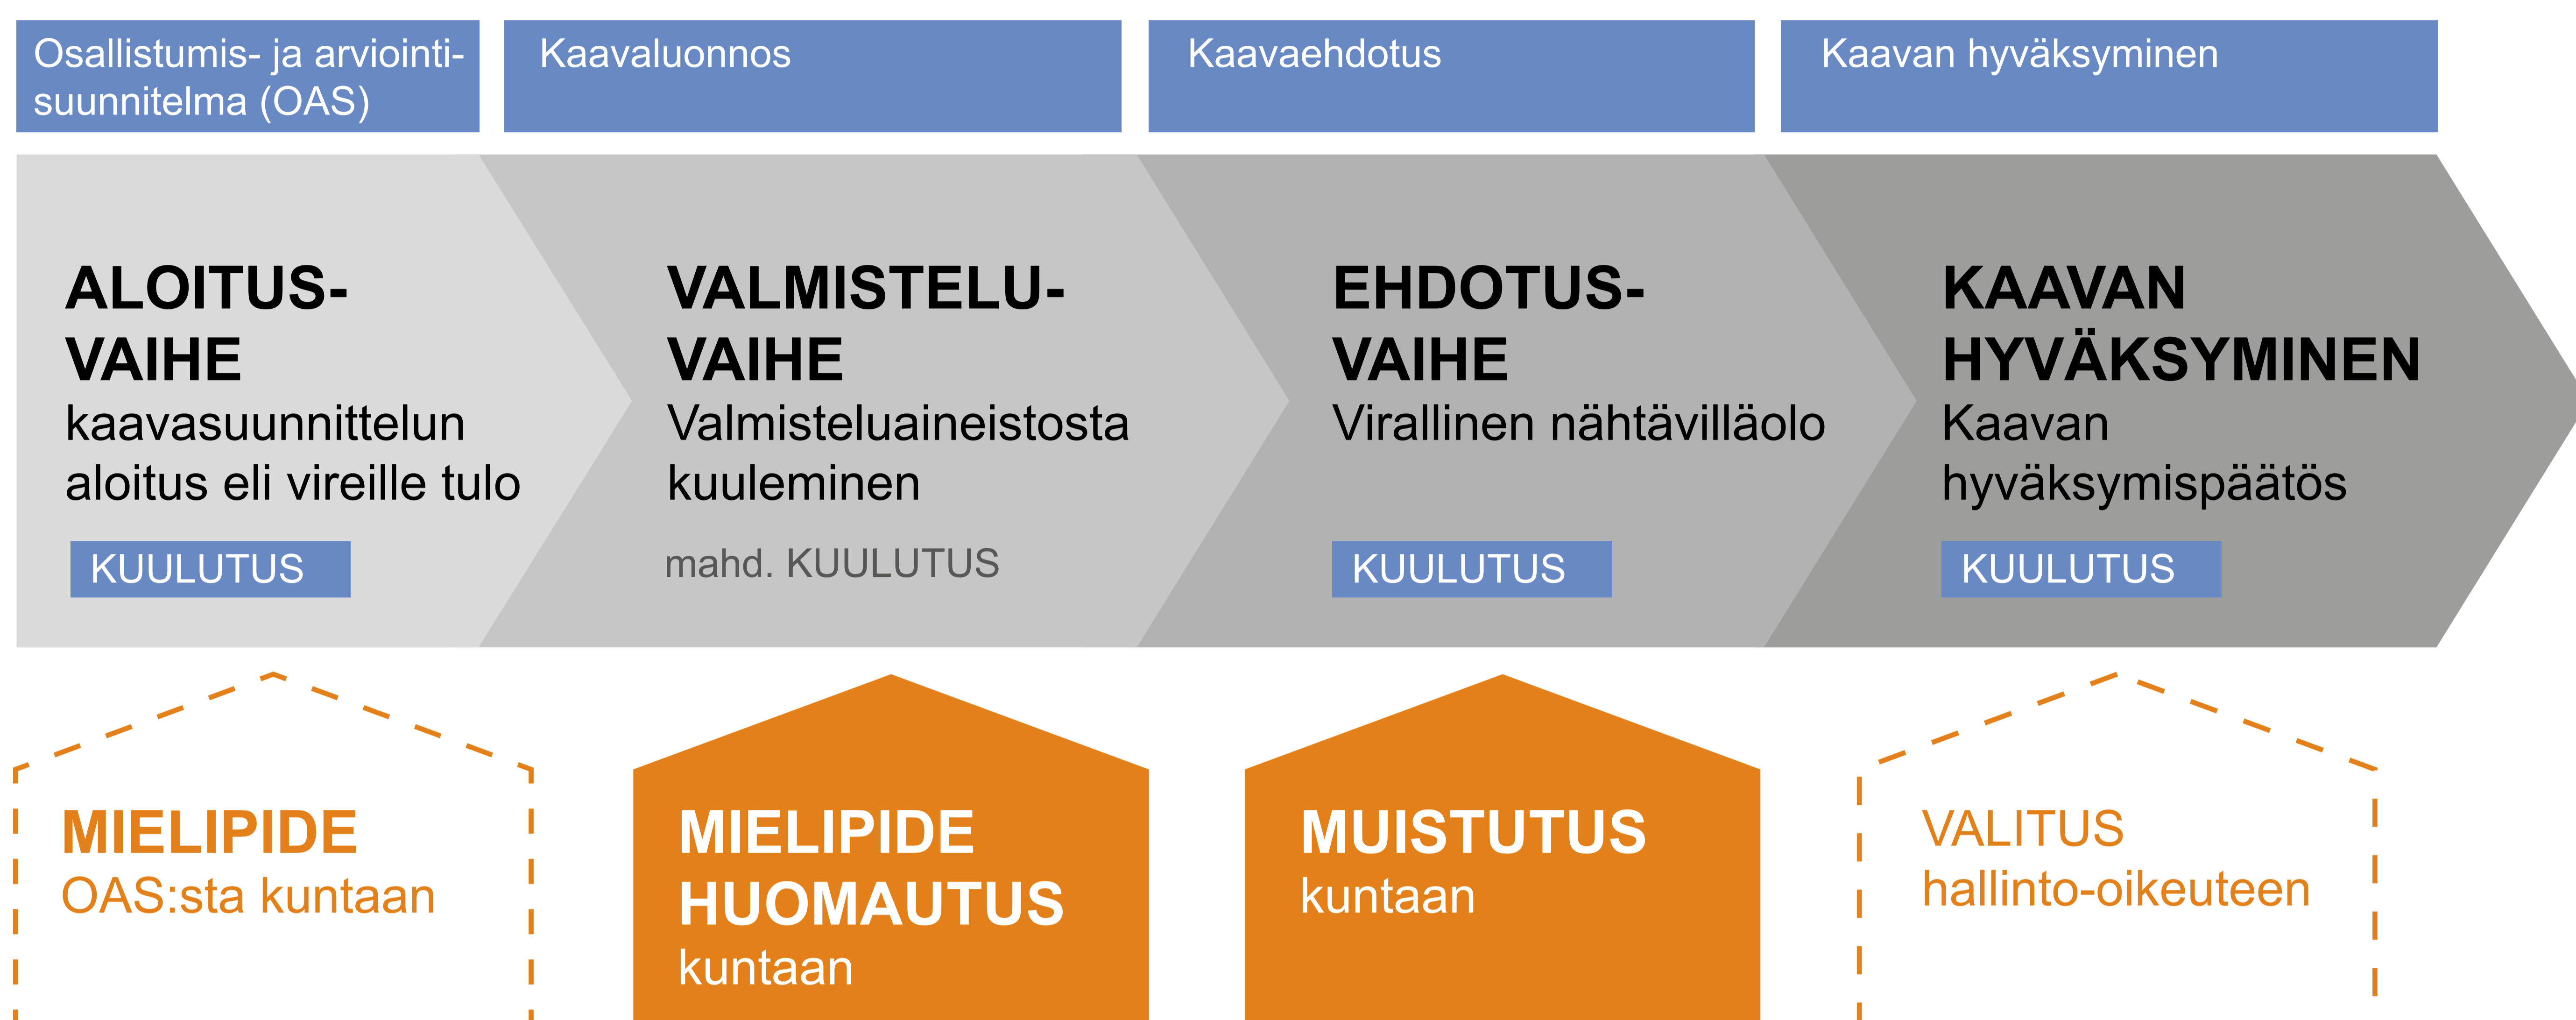 Osallistumis- ja arviointi-
suunnitelma (OAS)
Kaavaluonnos
Kaavaehdotus
Kaavan hyväksyminen
ALOITUS-
VAIHE
kaavasuunnittelun
aloitus eli vireille tulo
KUULUTUS
VALMISTELU-
VAIHE
Valmisteluaineistosta
kuuleminen
mahd. KUULUTUS
EHDOTUS-
VAIHE
Virallinen nähtävilläolo
KUULUTUS
KAAVAN
HYVÄKSYMINEN
Kaavan
hyväksymispäätös
KUULUTUS
MIELIPIDE
OAS:sta kuntaan
MIELIPIDE
HUOMAUTUS
kuntaan
MUISTUTUS
kuntaan
VALITUS
hallinto-oikeuteen